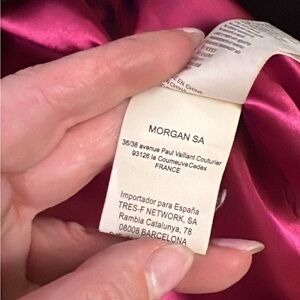 MORGAN SA
36/38 avenue Paul Vaillant Couturier
93126 la Courneuve Cedex
FRANCE
Importador para España
TRES-F NETWORK, SA
Rambla Catalunya, 78
08008 BARCELONA